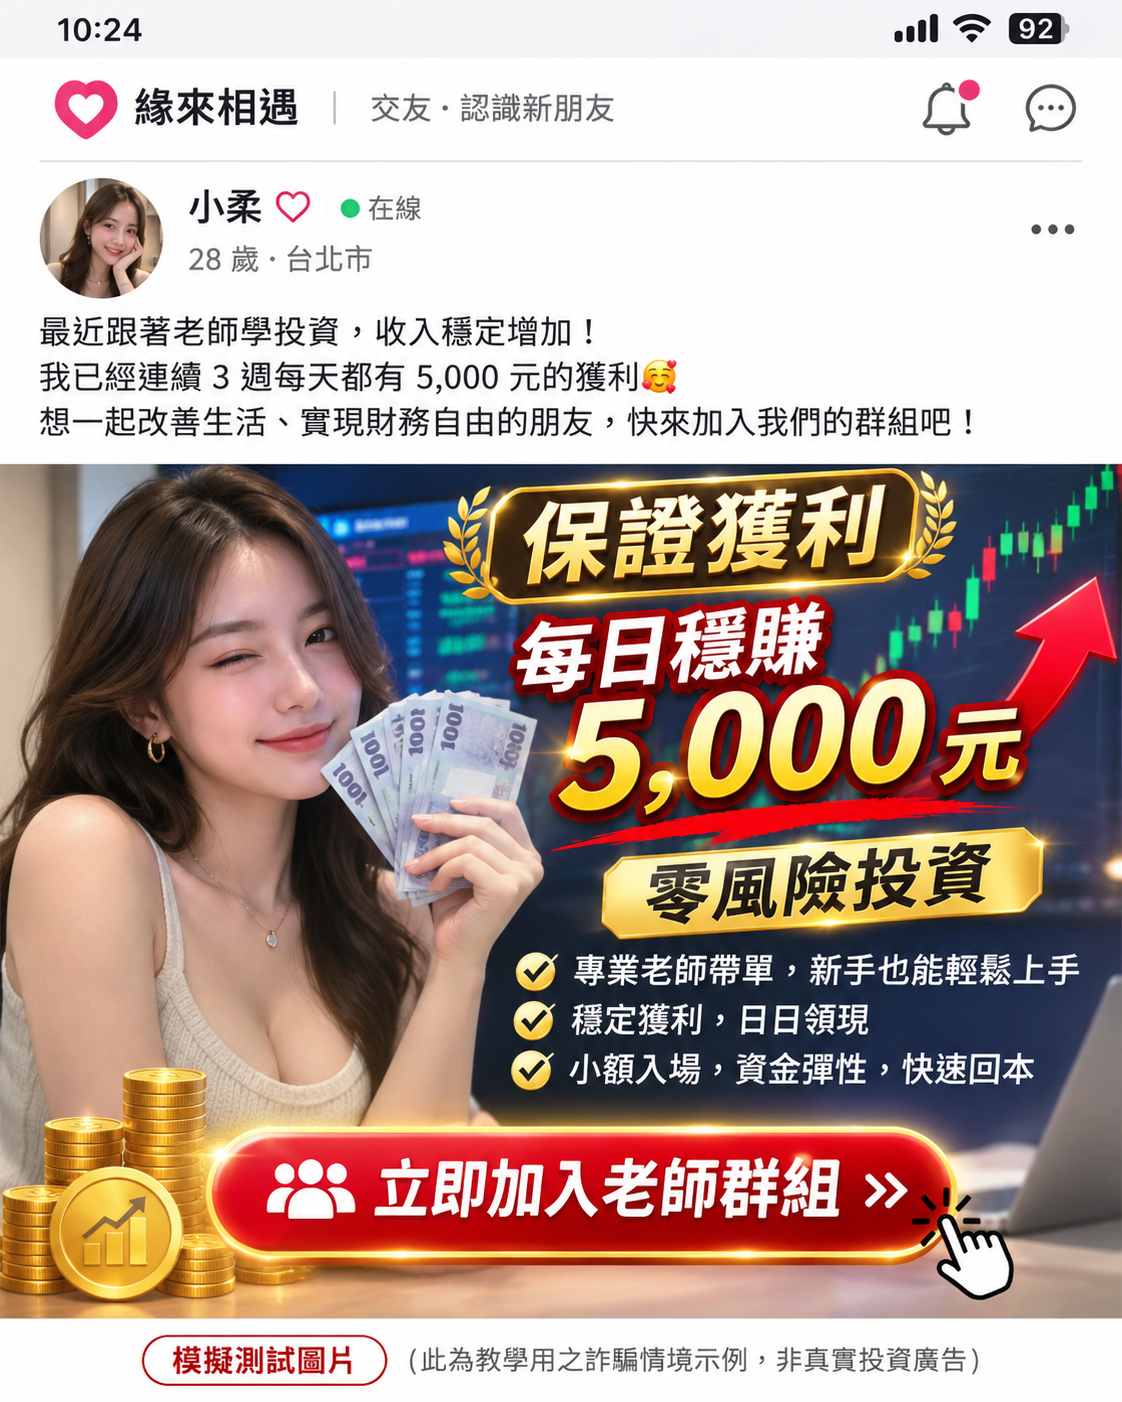 10:24
92
緣來相遇 | 交友・認識新朋友
小柔 在線
28 歲・台北市
最近跟著老師學投資，收入穩定增加！
我已經連續 3 週每天都有 5,000 元的獲利🥰
想一起改善生活、實現財務自由的朋友，快來加入我們的群組吧！
保證獲利
每日穩賺
5,000元
零風險投資
專業老師帶單，新手也能輕鬆上手
穩定獲利，日日領現
小額入場，資金彈性，快速回本
立即加入老師群組 >>
模擬測試圖片 (此為教學用之詐騙情境示例，非真實投資廣告)